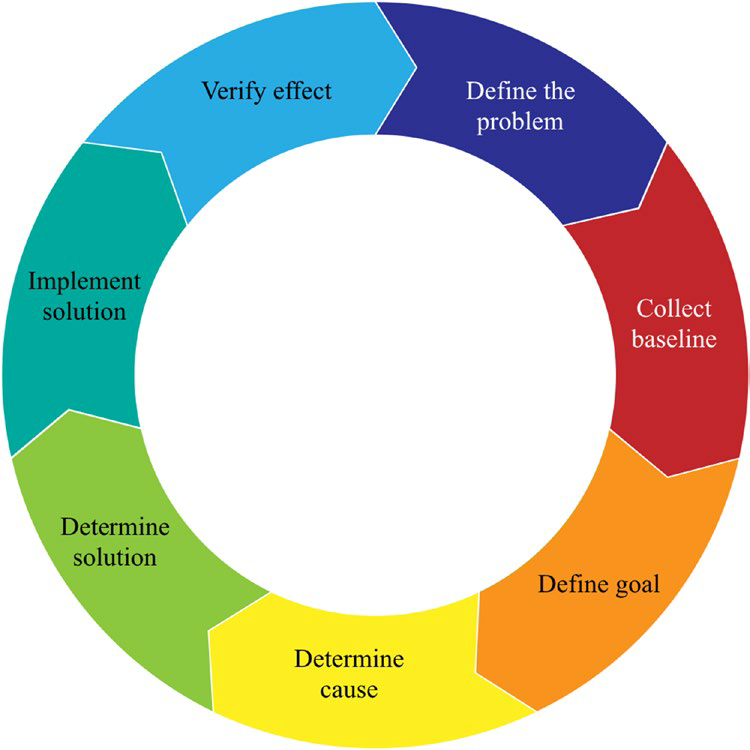 Define the
problem
Collect
baseline
Define goal
Determine
cause
Determine
solution
Implement
solution
Verify effect